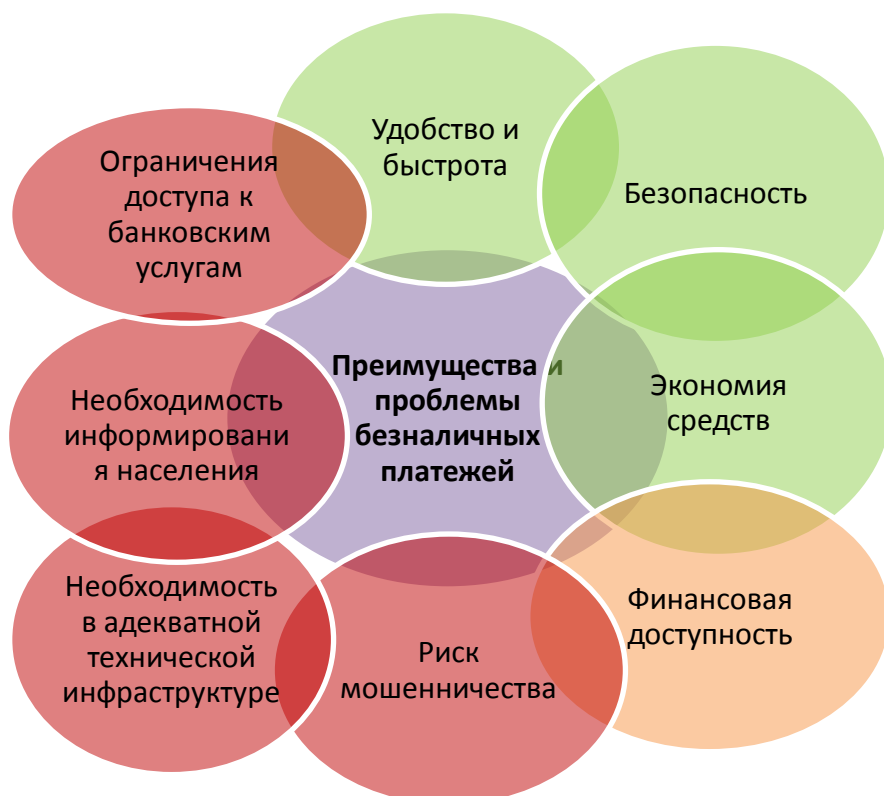 Удобство и
быстрота
Безопасность
Экономия
средств
Финансовая
доступность
Риск
мошенничества
Необходимость
в адекватной
технической
инфраструктуре
Необходимость
информировани
я населения
Ограничения
доступа к
банковским
услугам
Преимущества и
проблемы
безналичных
платежей